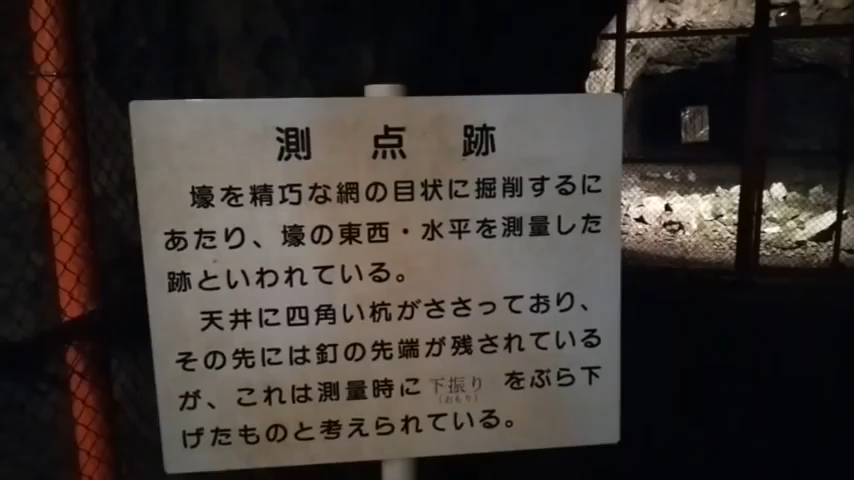 測点跡
壕を精巧な網の目状に掘削するに
あたり、壕の東西・水平を測量した
跡といわれている。
天井に四角い杭がささっており、
その先には釘の先端が残されている
が、これは測量時に下振りをぶら下
(おもり)
げたものと考えられている。